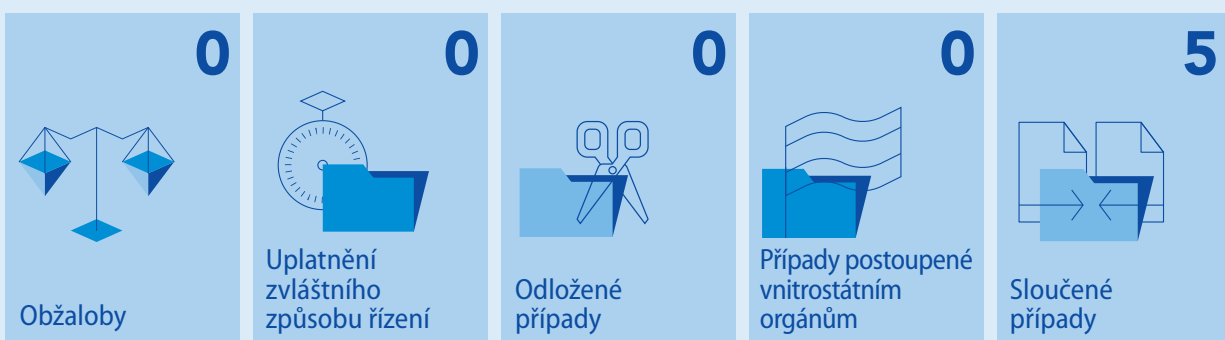 0
Obžaloby
0
Uplatnění
zvláštního
způsobu řízení
0
Odložené
případy
0
Případy postoupené
vnitrostátním
orgánům
5
Sloučené
případy